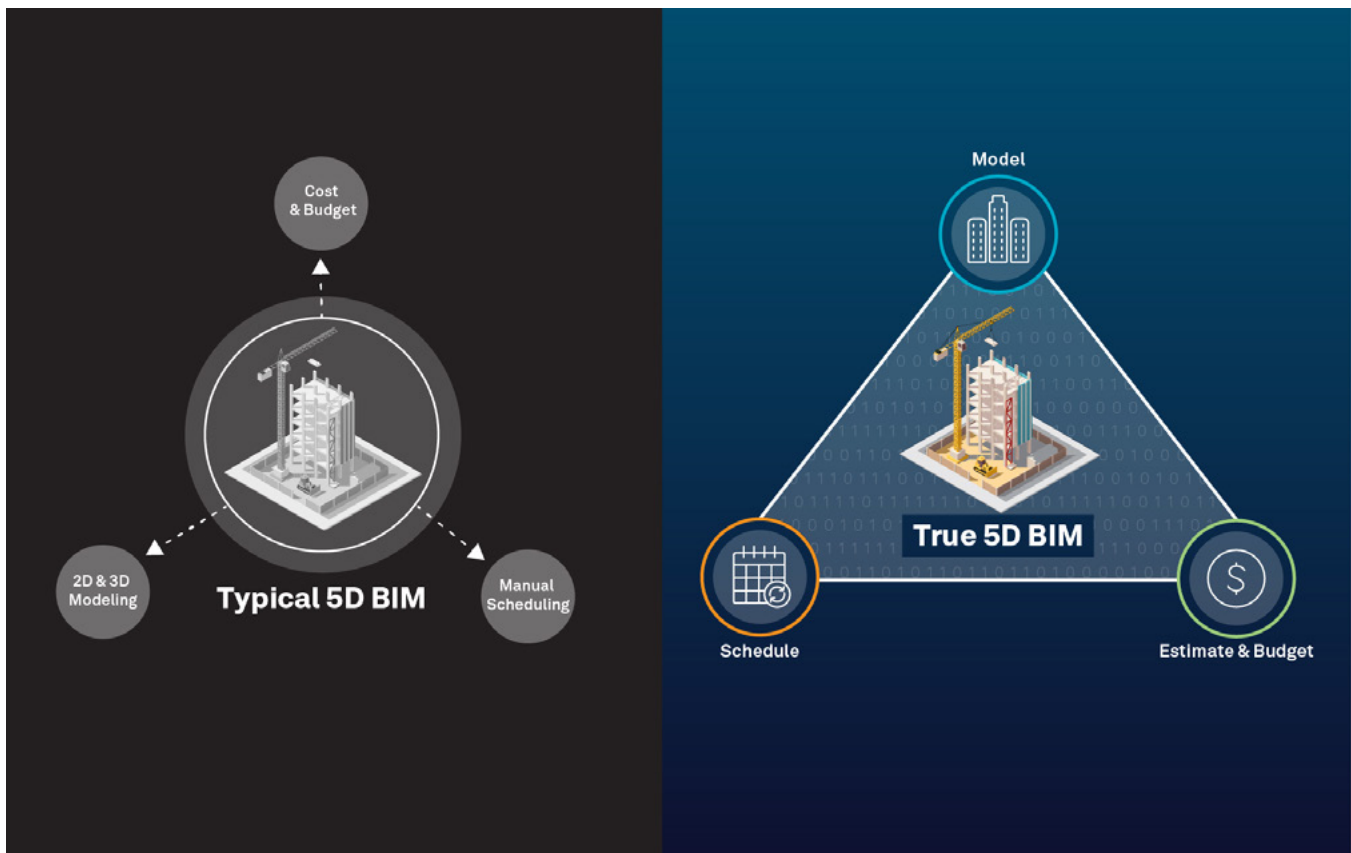 Cost
& Budget
2D & 3D
Modeling
Manual
Scheduling
Typical 5D BIM
Model
True 5D BIM
Schedule
Estimate & Budget
$